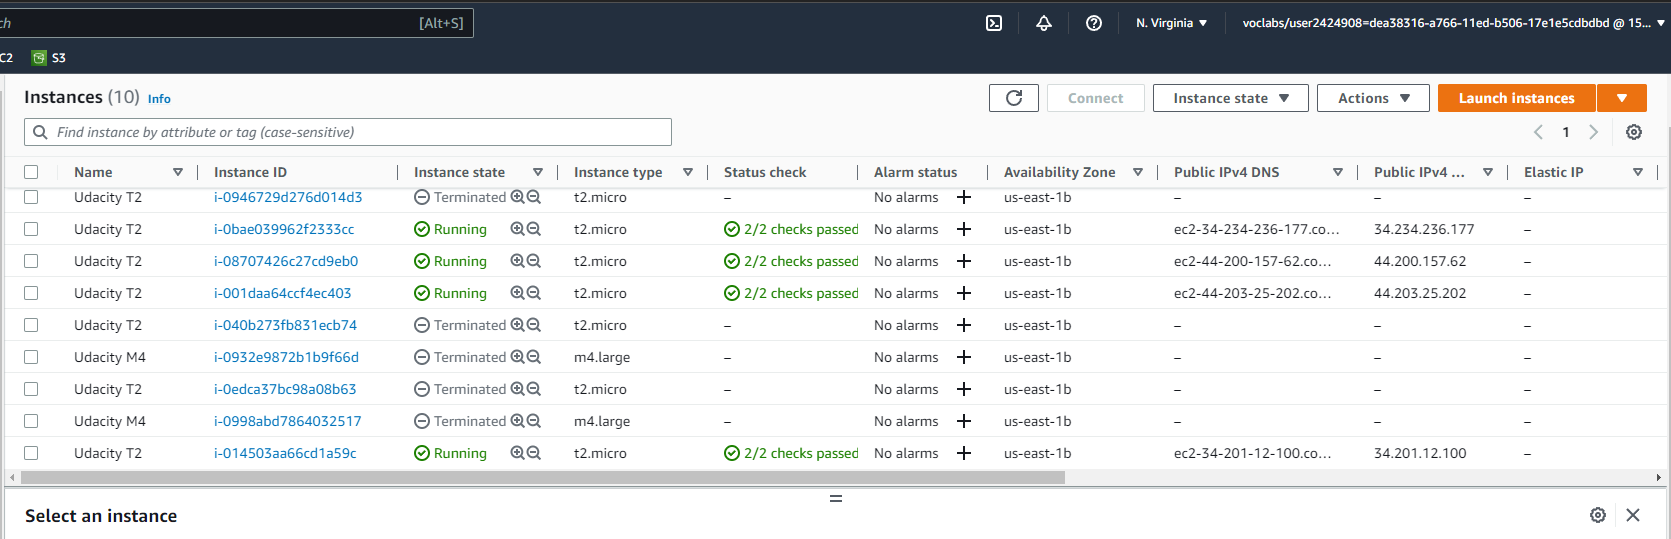 ch [Alt+S] N. Virginia ▼ voclabs/user2424908=dea38316-a766-11ed-b506-17e1e5cdbdbd @ 15... ▼
C2 S3
Instances (10) Info Connect Instance state ▼ Actions ▼ Launch instances ▼
Find instance by attribute or tag (case-sensitive) 1
Name Instance ID Instance state Instance type Status check Alarm status Availability Zone Public IPv4 DNS Public IPv4 ... Elastic IP
Udacity T2 i-0946729d276d014d3 Terminated t2.micro – No alarms + us-east-1b – – –
Udacity T2 i-0bae039962f2333cc Running t2.micro 2/2 checks passed No alarms + us-east-1b ec2-34-234-236-177.co... 34.234.236.177 –
Udacity T2 i-08707426c27cd9eb0 Running t2.micro 2/2 checks passed No alarms + us-east-1b ec2-44-200-157-62.co... 44.200.157.62 –
Udacity T2 i-001daa64ccf4ec403 Running t2.micro 2/2 checks passed No alarms + us-east-1b ec2-44-203-25-202.co... 44.203.25.202 –
Udacity T2 i-040b273fb831ecb74 Terminated t2.micro – No alarms + us-east-1b – – –
Udacity M4 i-0932e9872b1b9f66d Terminated m4.large – No alarms + us-east-1b – – –
Udacity T2 i-0edca37bc98a08b63 Terminated t2.micro – No alarms + us-east-1b – – –
Udacity M4 i-0998abd7864032517 Terminated m4.large – No alarms + us-east-1b – – –
Udacity T2 i-014503aa66cd1a59c Running t2.micro 2/2 checks passed No alarms + us-east-1b ec2-34-201-12-100.co... 34.201.12.100 –
Select an instance